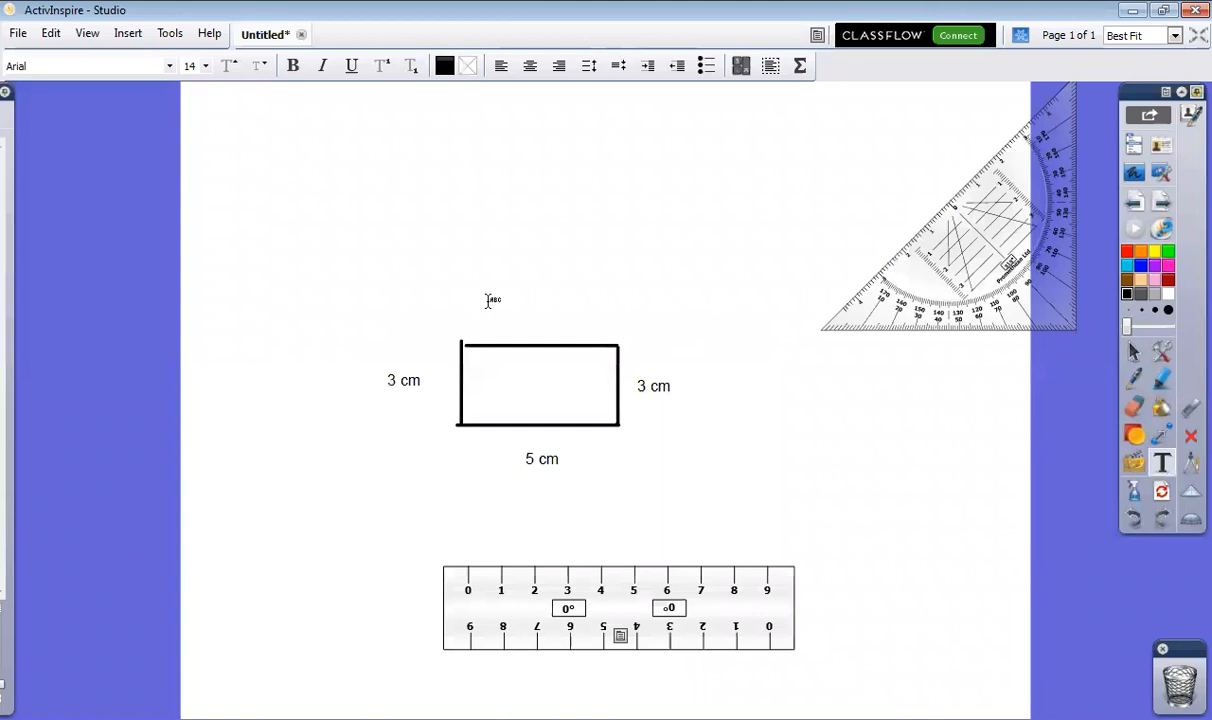 ActivInspire - Studio
File Edit View Insert Tools Help Untitled* CLASSFLOW Connect Page 1 of 1 Best Fit
Arial 14 B I U T T Σ
ABC
3 cm 3 cm
5 cm
T
0 1 2 3 4 5 6 7 8 9
0° 0°
9 8 7 6 5 4 3 2 1 0